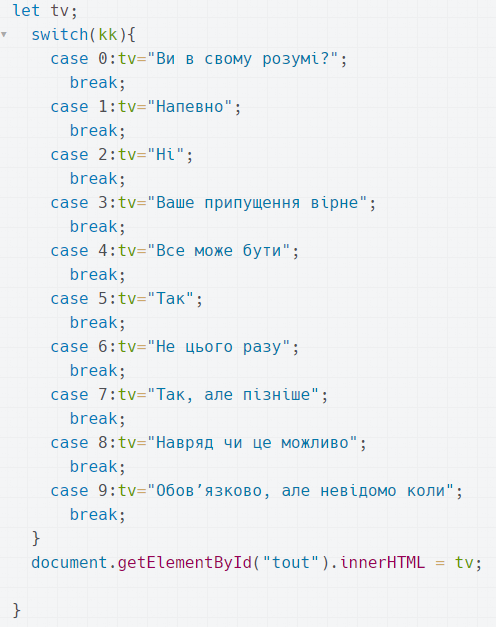 let tv;
switch(kk){
case 0:tv="Ви в свому розумі?";
break;
case 1:tv="Напевно";
break;
case 2:tv="Ні";
break;
case 3:tv="Ваше припущення вірне";
break;
case 4:tv="Все може бути";
break;
case 5:tv="Так";
break;
case 6:tv="Не цього разу";
break;
case 7:tv="Так, але пізніше";
break;
case 8:tv="Навряд чи це можливо";
break;
case 9:tv="Обов’язково, але невідомо коли";
break;
}
document.getElementById("tout").innerHTML = tv;
}